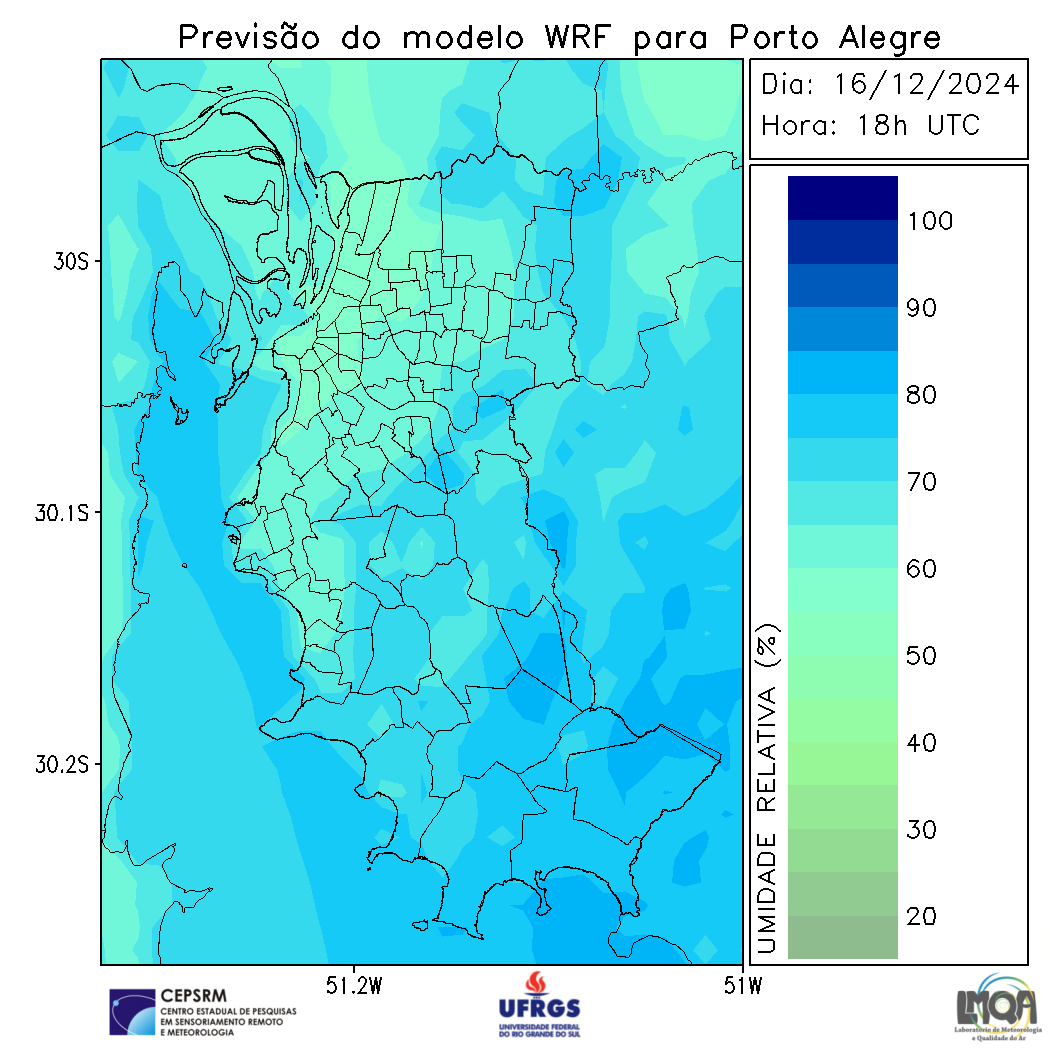 Previsão do modelo WRF para Porto Alegre
Dia: 16/12/2024
Hora: 18h UTC
30S
30.1S
30.2S
51.2W
51W
UMIDADE RELATIVA (%)
100
90
80
70
60
50
40
30
20
CEPSRM
CENTRO ESTADUAL DE PESQUISAS
EM SENSORIAMENTO REMOTO
E METEOROLOGIA
UFRGS
UNIVERSIDADE FEDERAL
DO RIO GRANDE DO SUL
LMQA
Laboratório de Meteorologia
e Qualidade do Ar